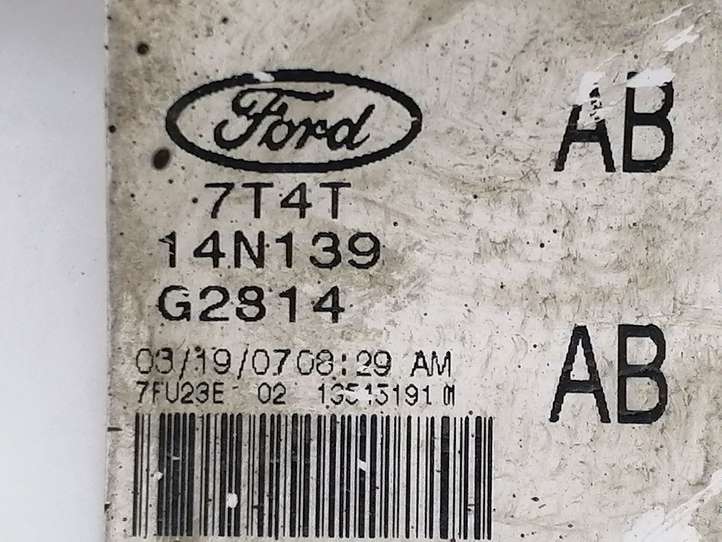 Ford
AB
7T4T
14N139
G2814
03/19/07 08:29 AM
AB
7FU23E 02